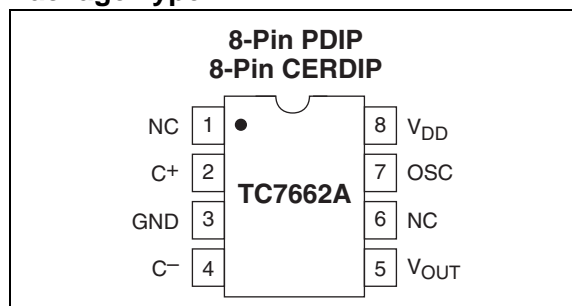 8-Pin PDIP
8-Pin CERDIP
NC 1 8 VDD
C+ 2 7 OSC
TC7662A
GND 3 6 NC
C– 4 5 VOUT